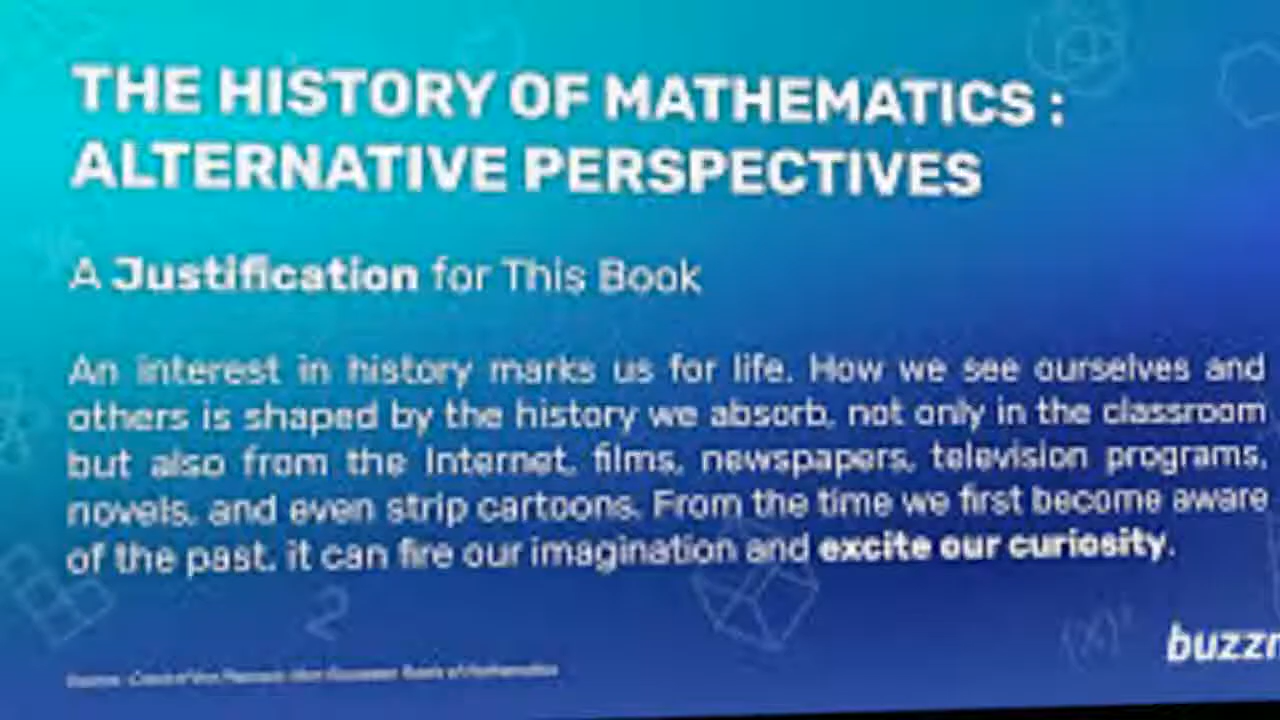 THE HISTORY OF MATHEMATICS :
ALTERNATIVE PERSPECTIVES
A Justification for This Book
An interest in history marks us for life. How we see ourselves and
others is shaped by the history we absorb, not only in the classroom
but also from the Internet, films, newspapers, television programs,
novels, and even strip cartoons. From the time we first become aware
of the past, it can fire our imagination and excite our curiosity.
2
(x)
buzzr